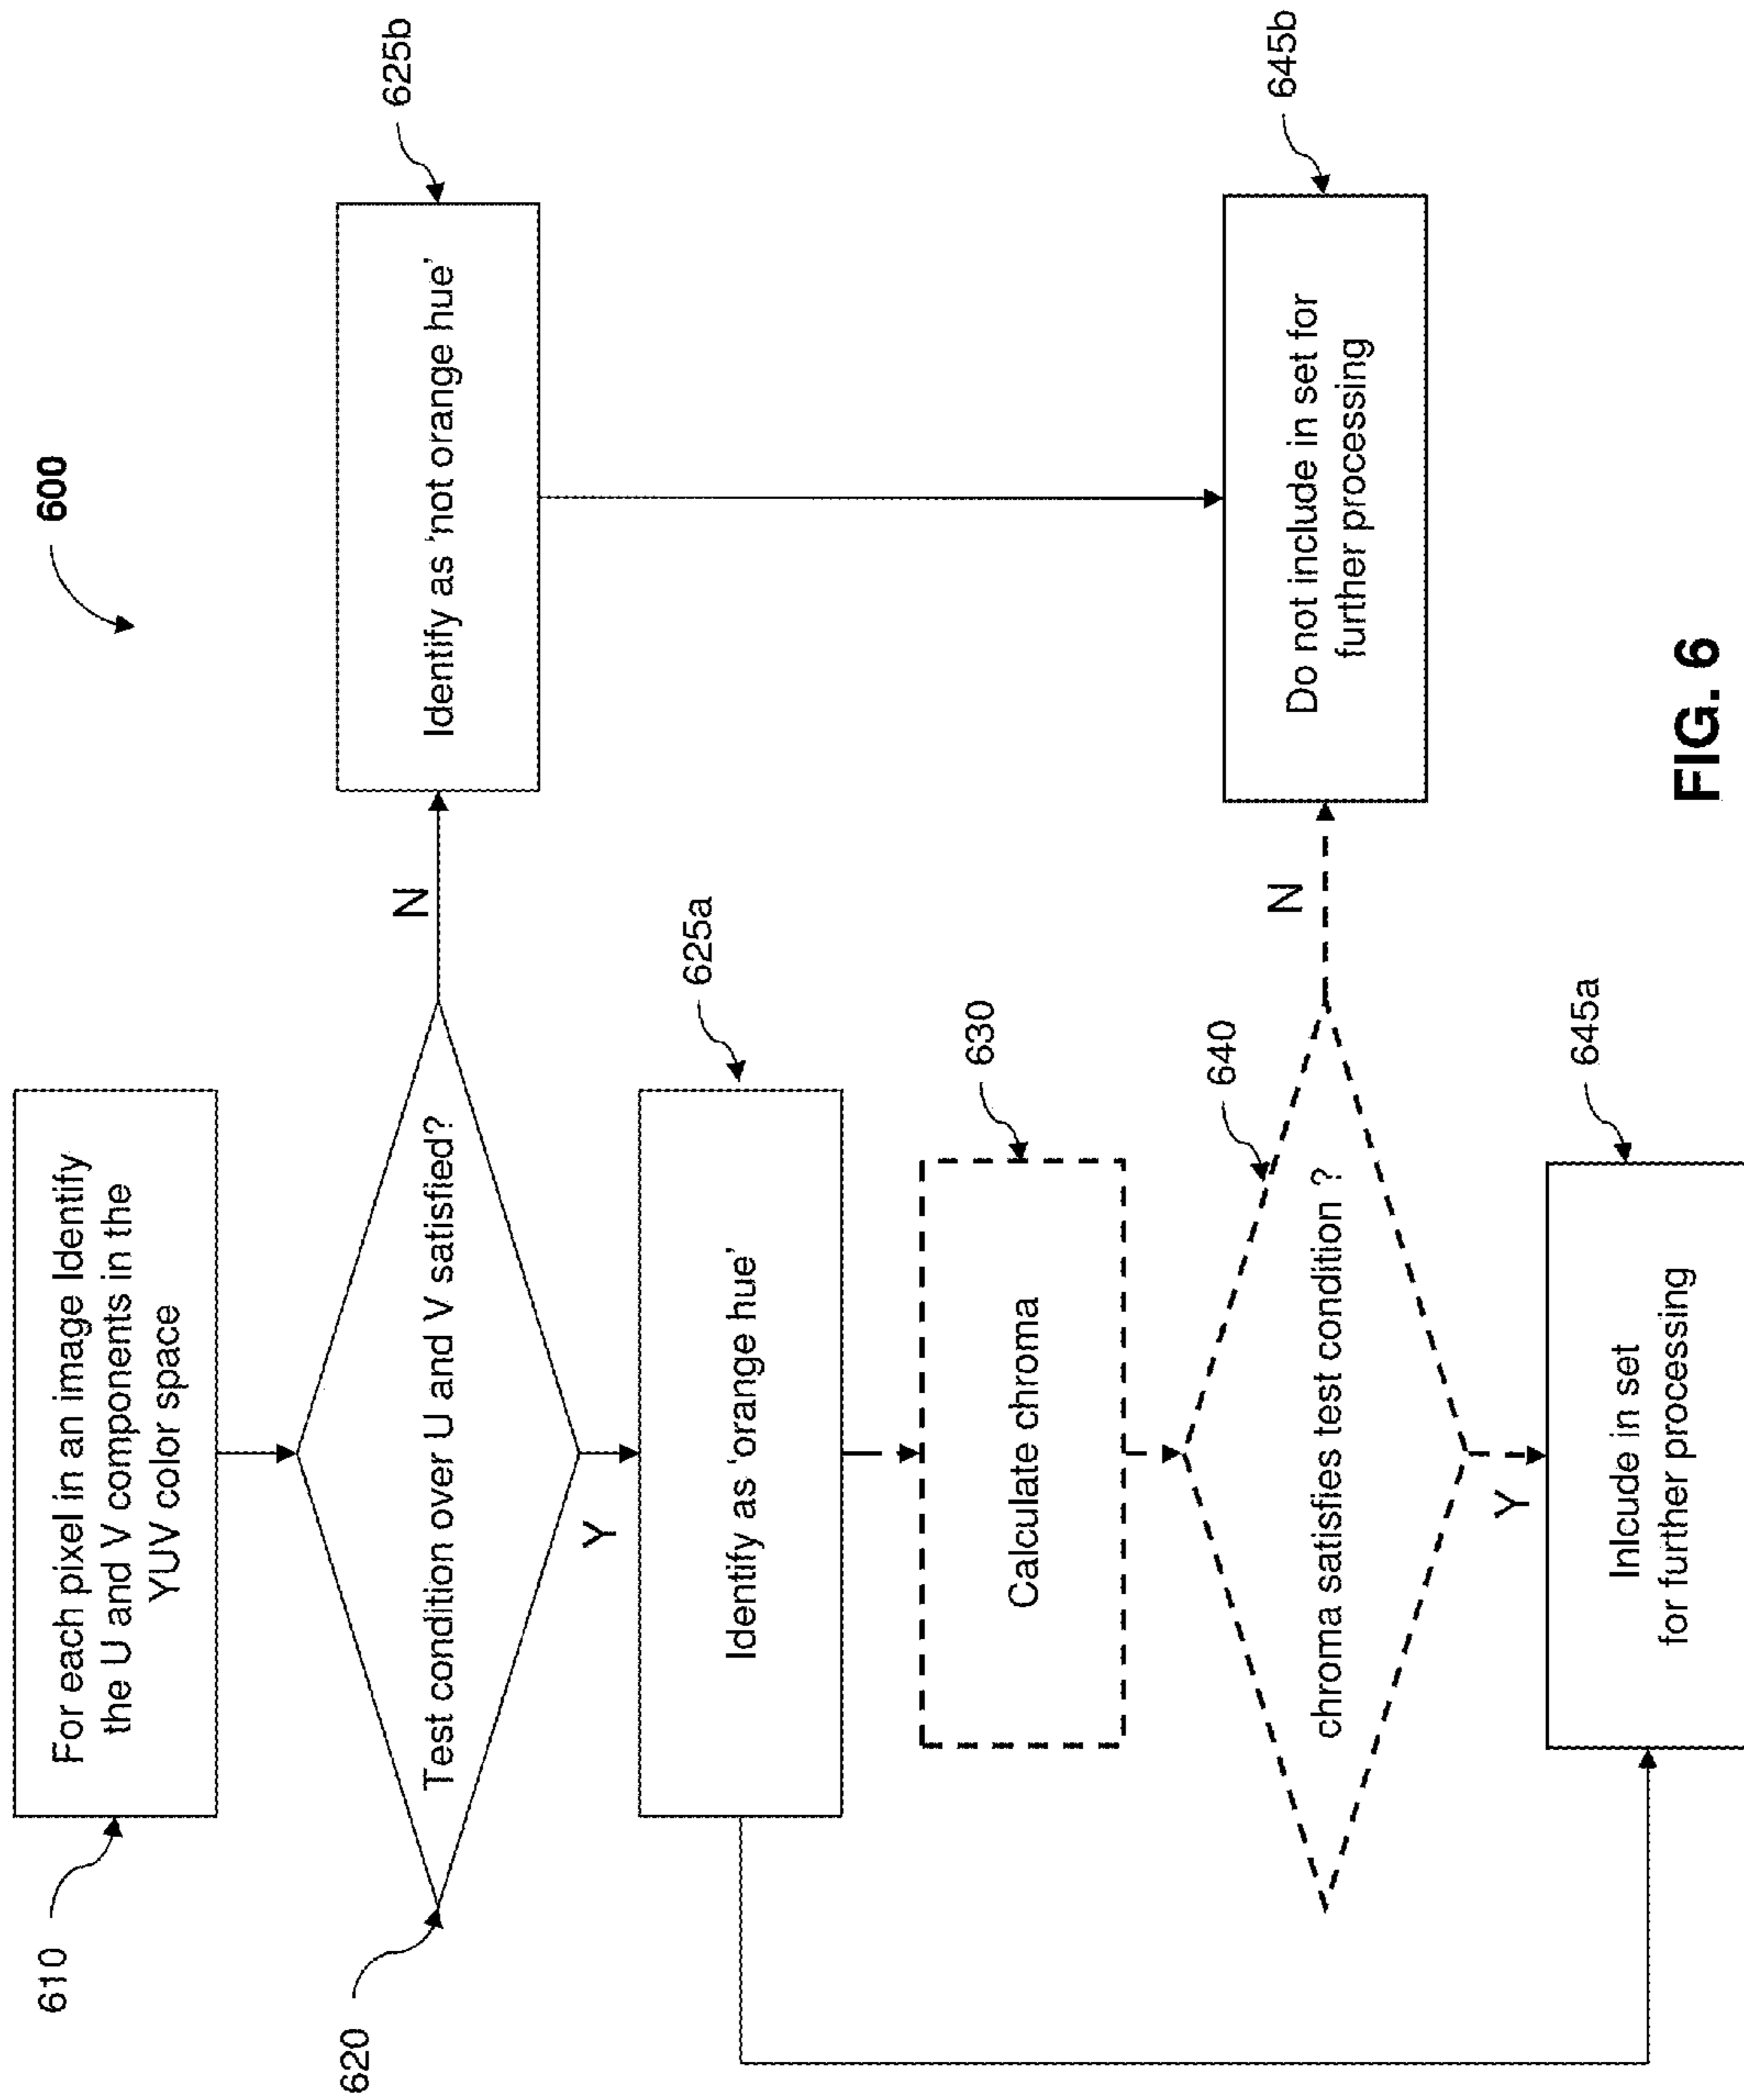 600
610
For each pixel in an image Identify
the U and V components in the
YUV color space
620
Test condition over U and V satisfied?
N
625b
Identify as 'not orange hue'
Y
625a
Identify as 'orange hue'
630
Calculate chroma
640
chroma satisfies test condition ?
N
645b
Do not include in set for
further processing
Y
645a
Inlcude in set
for further processing
FIG. 6